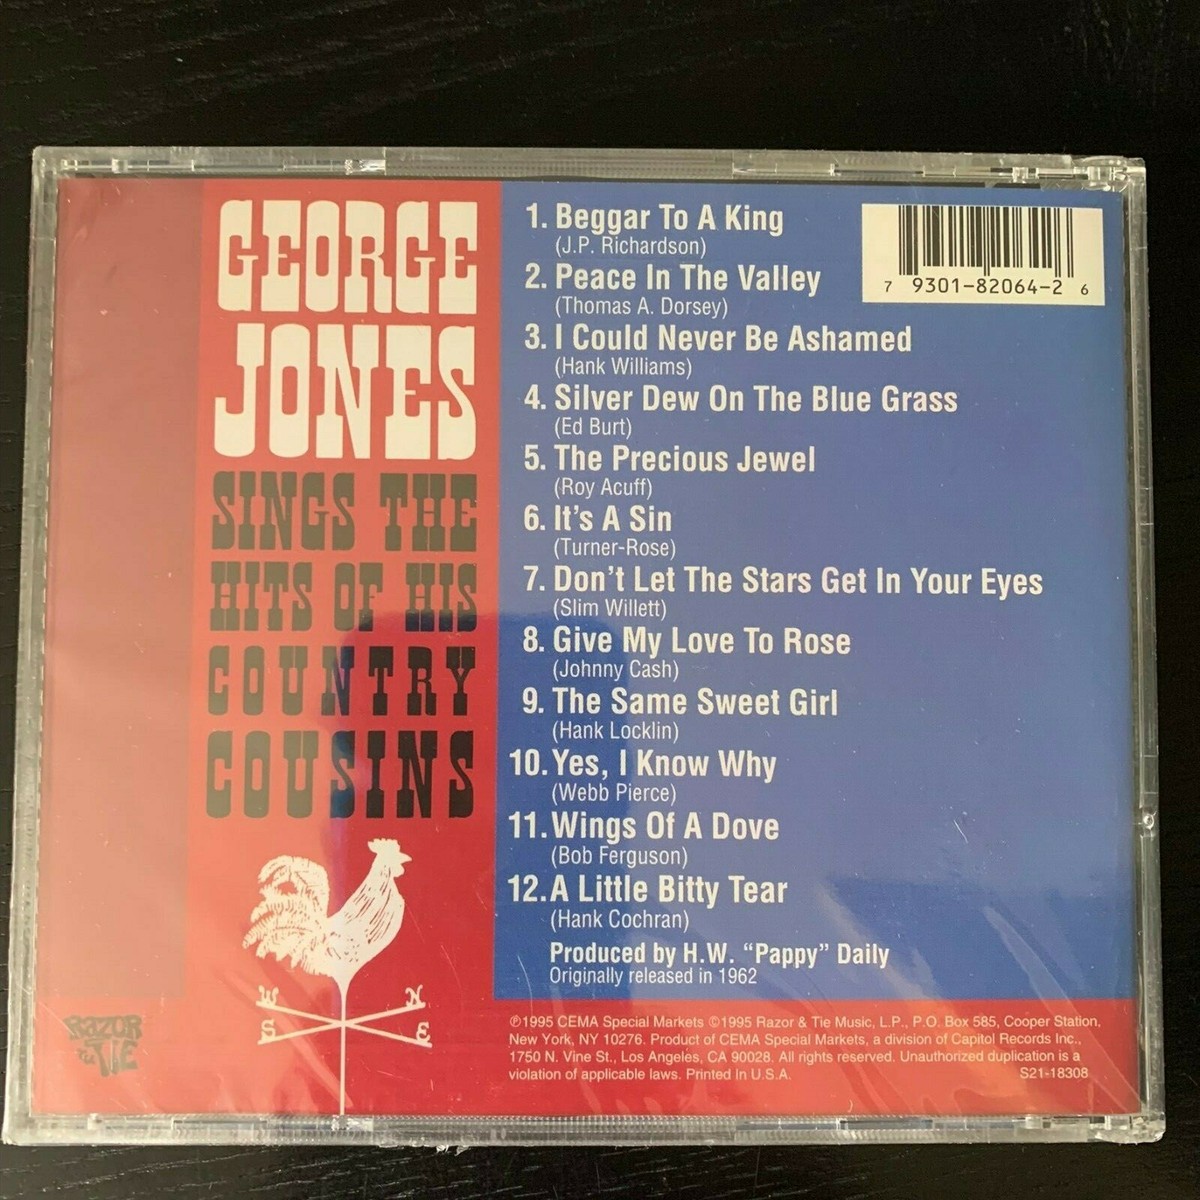 GEORGE
JONES
SINGS THE
HITS OF HIS
COUNTRY
COUSINS
W N
S E
RAZOR
& TIE
1. Beggar To A King
(J.P. Richardson)
2. Peace In The Valley
(Thomas A. Dorsey)
3. I Could Never Be Ashamed
(Hank Williams)
4. Silver Dew On The Blue Grass
(Ed Burt)
5. The Precious Jewel
(Roy Acuff)
6. It's A Sin
(Turner-Rose)
7. Don't Let The Stars Get In Your Eyes
(Slim Willett)
8. Give My Love To Rose
(Johnny Cash)
9. The Same Sweet Girl
(Hank Locklin)
10. Yes, I Know Why
(Webb Pierce)
11. Wings Of A Dove
(Bob Ferguson)
12. A Little Bitty Tear
(Hank Cochran)
Produced by H.W. "Pappy" Daily
Originally released in 1962
7 93018-82064-2 6
℗1995 CEMA Special Markets ©1995 Razor & Tie Music, L.P., P.O. Box 585, Cooper Station,
New York, NY 10276. Product of CEMA Special Markets, a division of Capitol Records Inc.,
1750 N. Vine St., Los Angeles, CA 90028. All rights reserved. Unauthorized duplication is a
violation of applicable laws. Printed In U.S.A. S21-18308